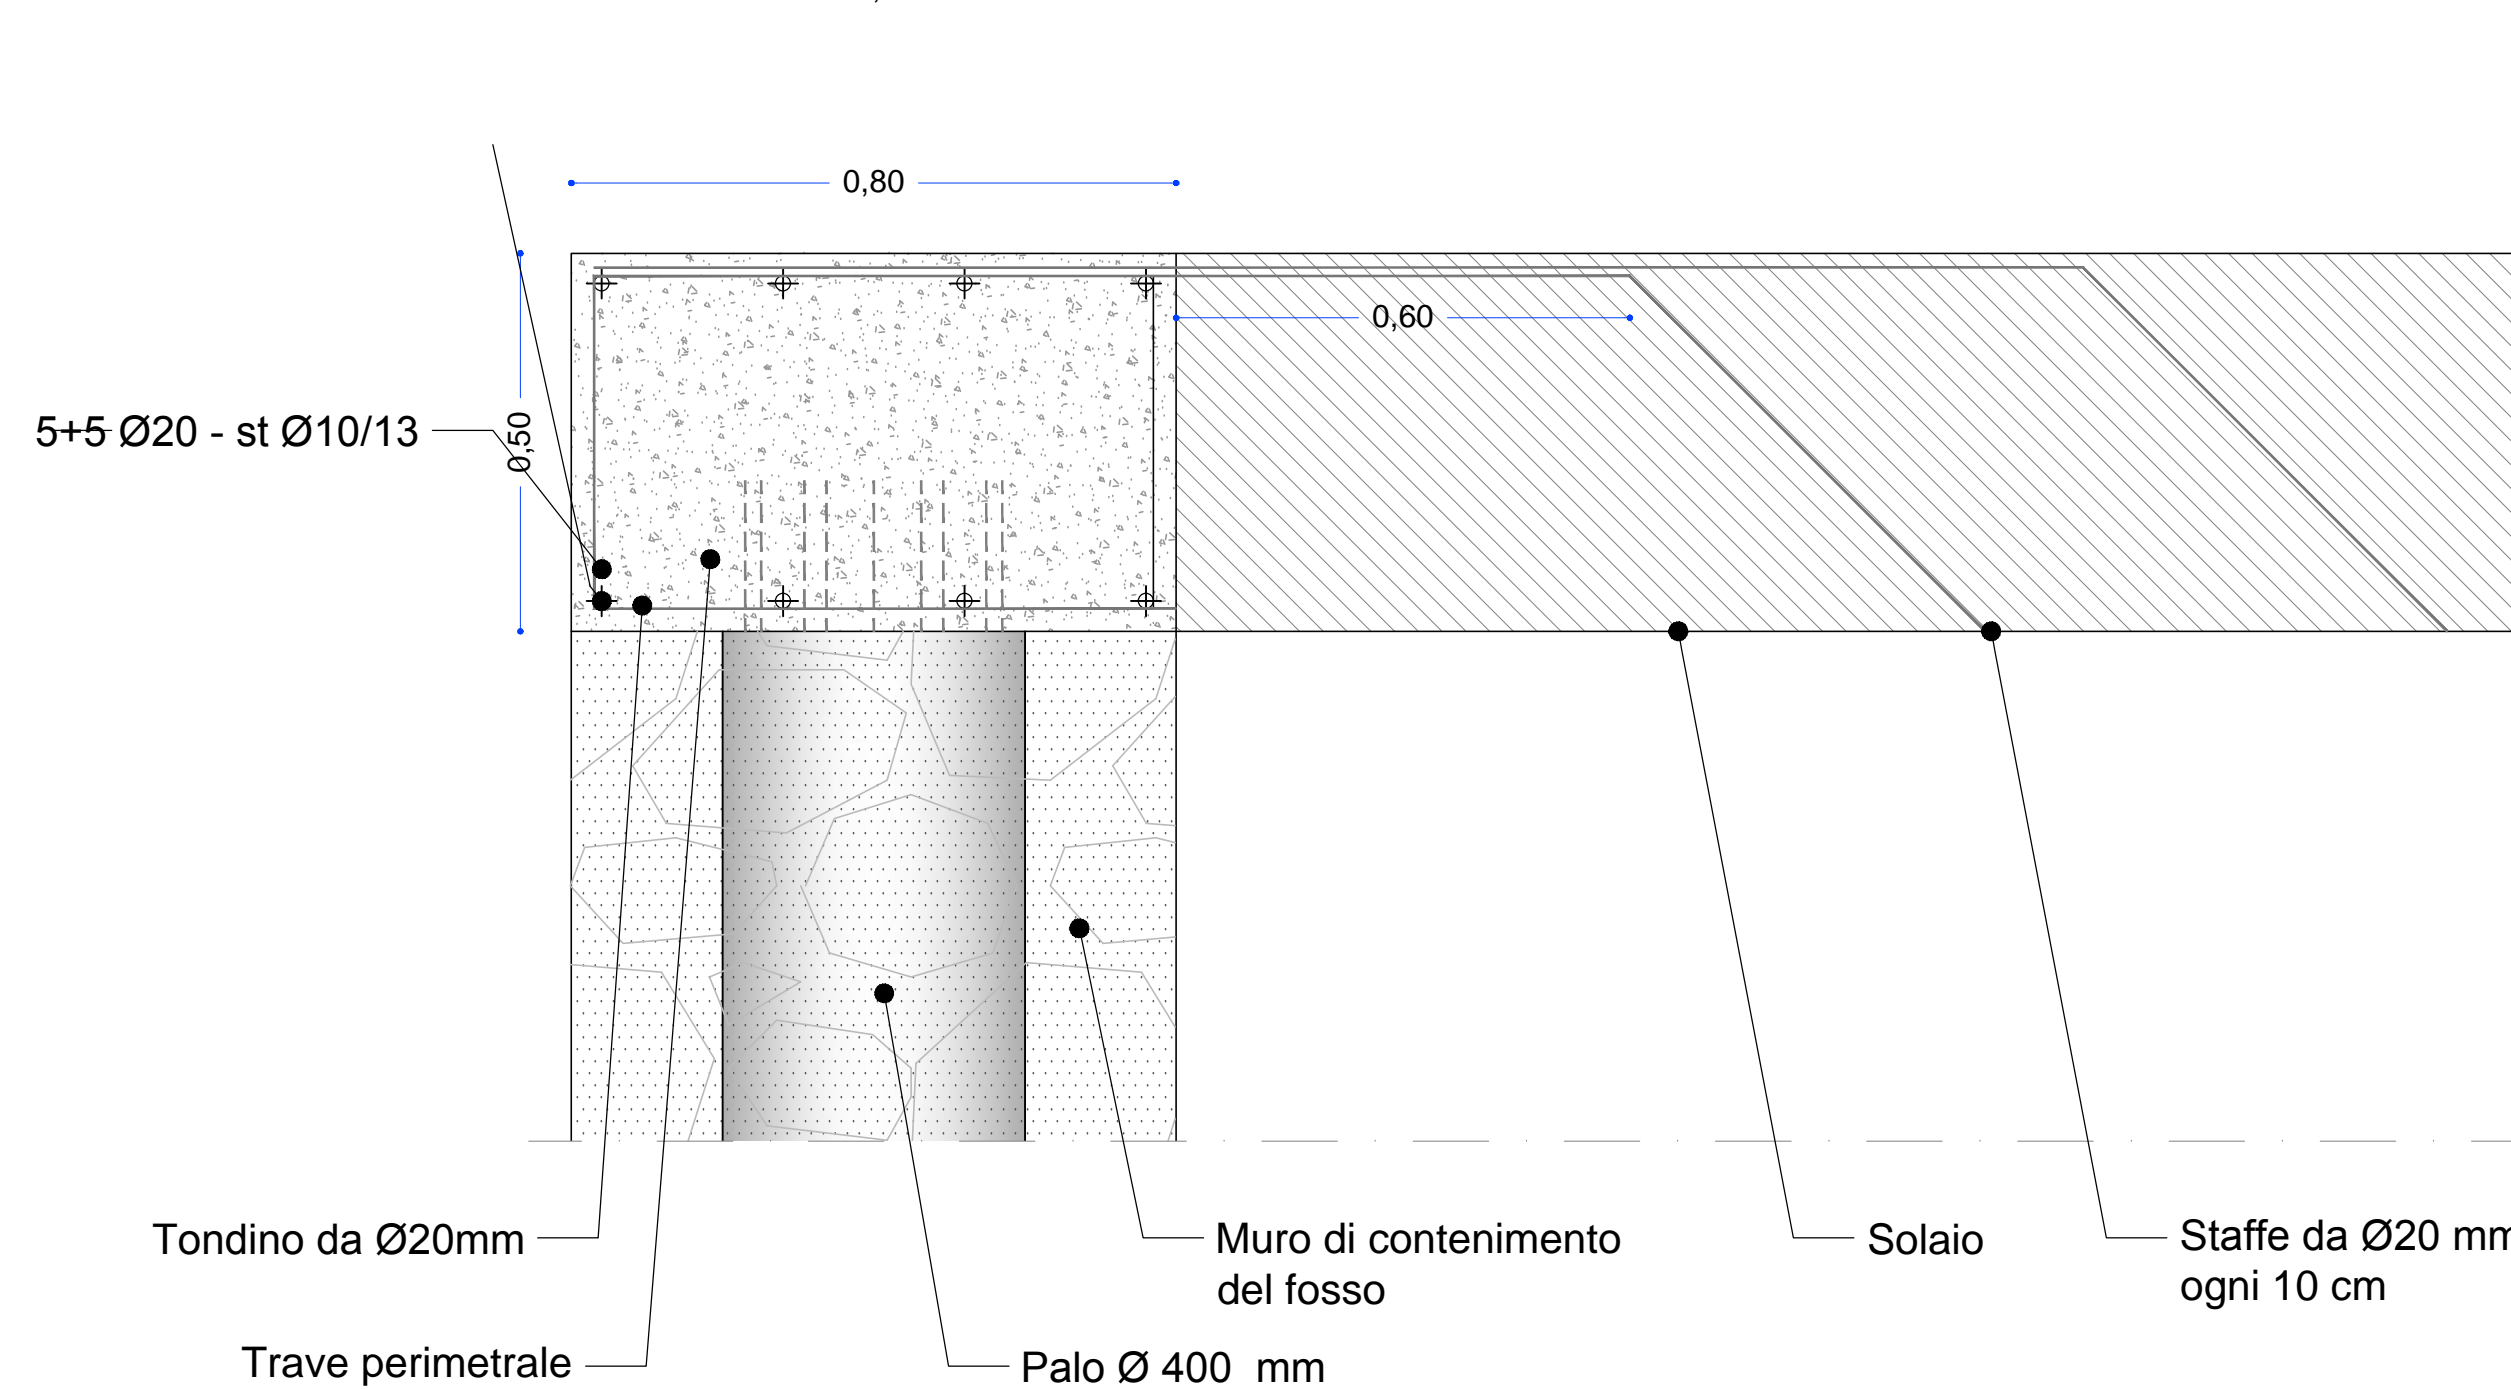 0,80
0,60
5+5 Ø20 - st Ø10/13
0,50
Tondino da Ø20mm
Muro di contenimento
del fosso
Solaio
Staffe da Ø20 mm
ogni 10 cm
Trave perimetrale
Palo Ø 400 mm